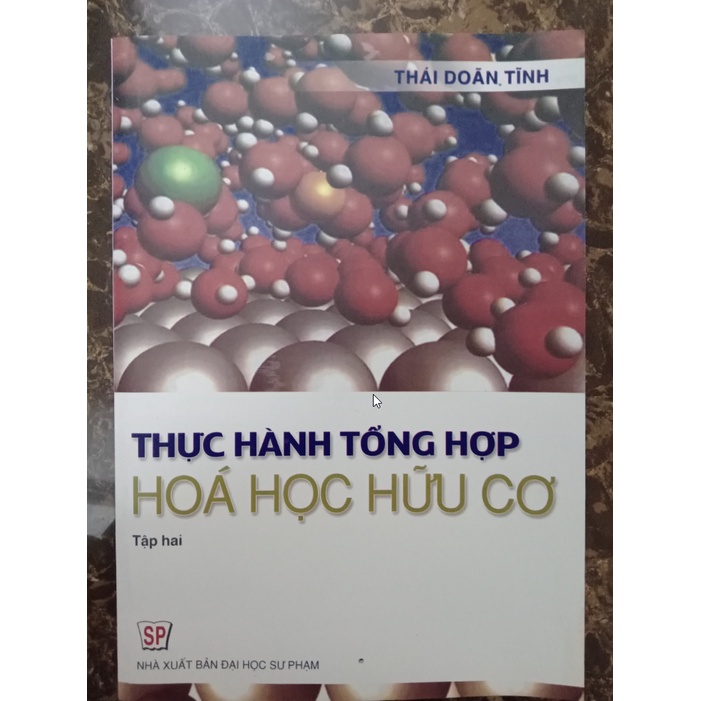 THÁI DOÃN TĨNH
THỰC HÀNH TỔNG HỢP
HOÁ HỌC HỮU CƠ
Tập hai
SP
NHÀ XUẤT BẢN ĐẠI HỌC SƯ PHẠM